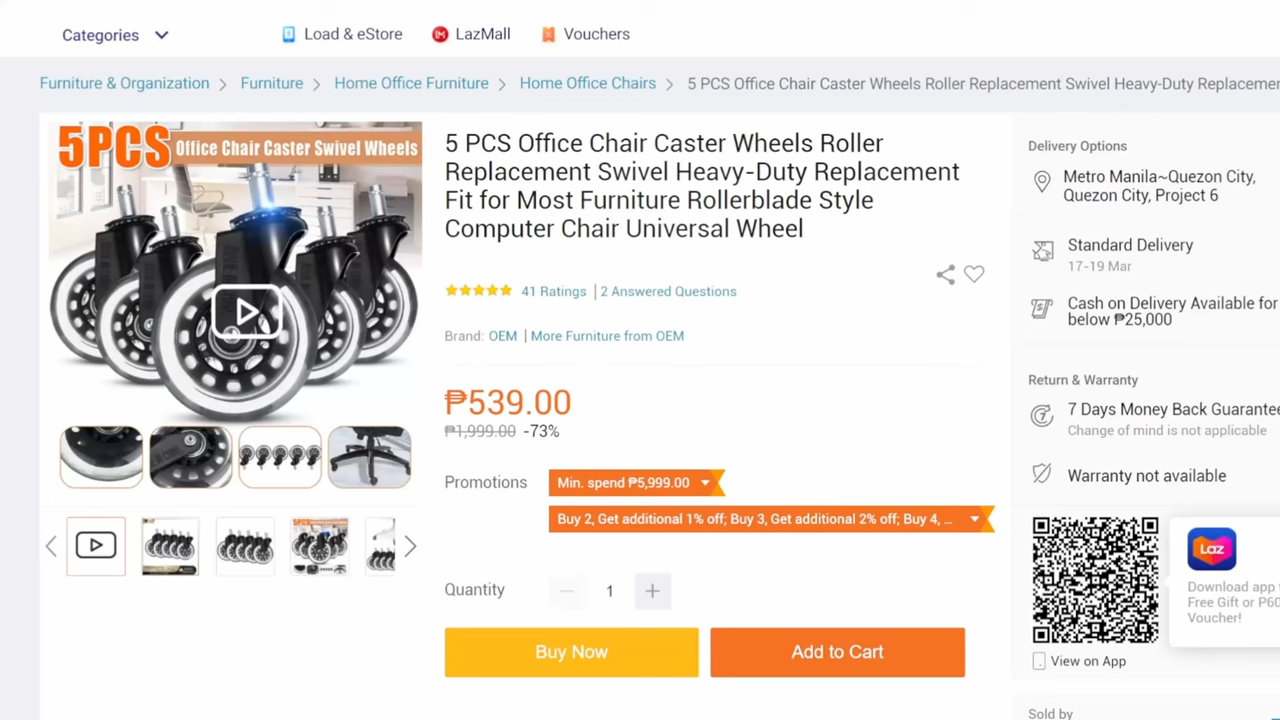 Categories
Load & eStore
LazMall
Vouchers
Furniture & Organization
Furniture
Home Office Furniture
Home Office Chairs
5 PCS Office Chair Caster Wheels Roller Replacement Swivel Heavy-Duty Replacemen
5PCS Office Chair Caster Swivel Wheels
5 PCS Office Chair Caster Wheels Roller
Replacement Swivel Heavy-Duty Replacement
Fit for Most Furniture Rollerblade Style
Computer Chair Universal Wheel
41 Ratings | 2 Answered Questions
Brand: OEM | More Furniture from OEM
₱539.00
₱1,999.00 -73%
Promotions
Min. spend ₱5,999.00
Buy 2, Get additional 1% off; Buy 3, Get additional 2% off; Buy 4, ...
Quantity
1
Buy Now
Add to Cart
Delivery Options
Metro Manila~Quezon City,
Quezon City, Project 6
Standard Delivery
17-19 Mar
Cash on Delivery Available for
below ₱25,000
Return & Warranty
7 Days Money Back Guarantee
Change of mind is not applicable
Warranty not available
Laz
Download app t
Free Gift or P60
Voucher!
View on App
Sold by